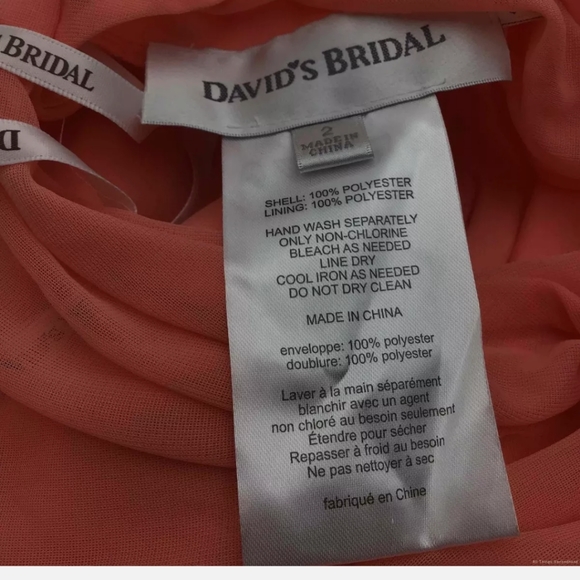 BRIDAL
D
DAVID'S BRIDAL
2
MADE IN
CHINA
SHELL: 100% POLYESTER
LINING: 100% POLYESTER
HAND WASH SEPARATELY
ONLY NON-CHLORINE
BLEACH AS NEEDED
LINE DRY
COOL IRON AS NEEDED
DO NOT DRY CLEAN
MADE IN CHINA
enveloppe: 100% polyester
doublure: 100% polyester
Laver à la main séparément
blanchir avec un agent
non chloré au besoin seulement
Étendre pour sécher
Repasser à froid au besoin
Ne pas nettoyer à sec
fabriqué en Chine